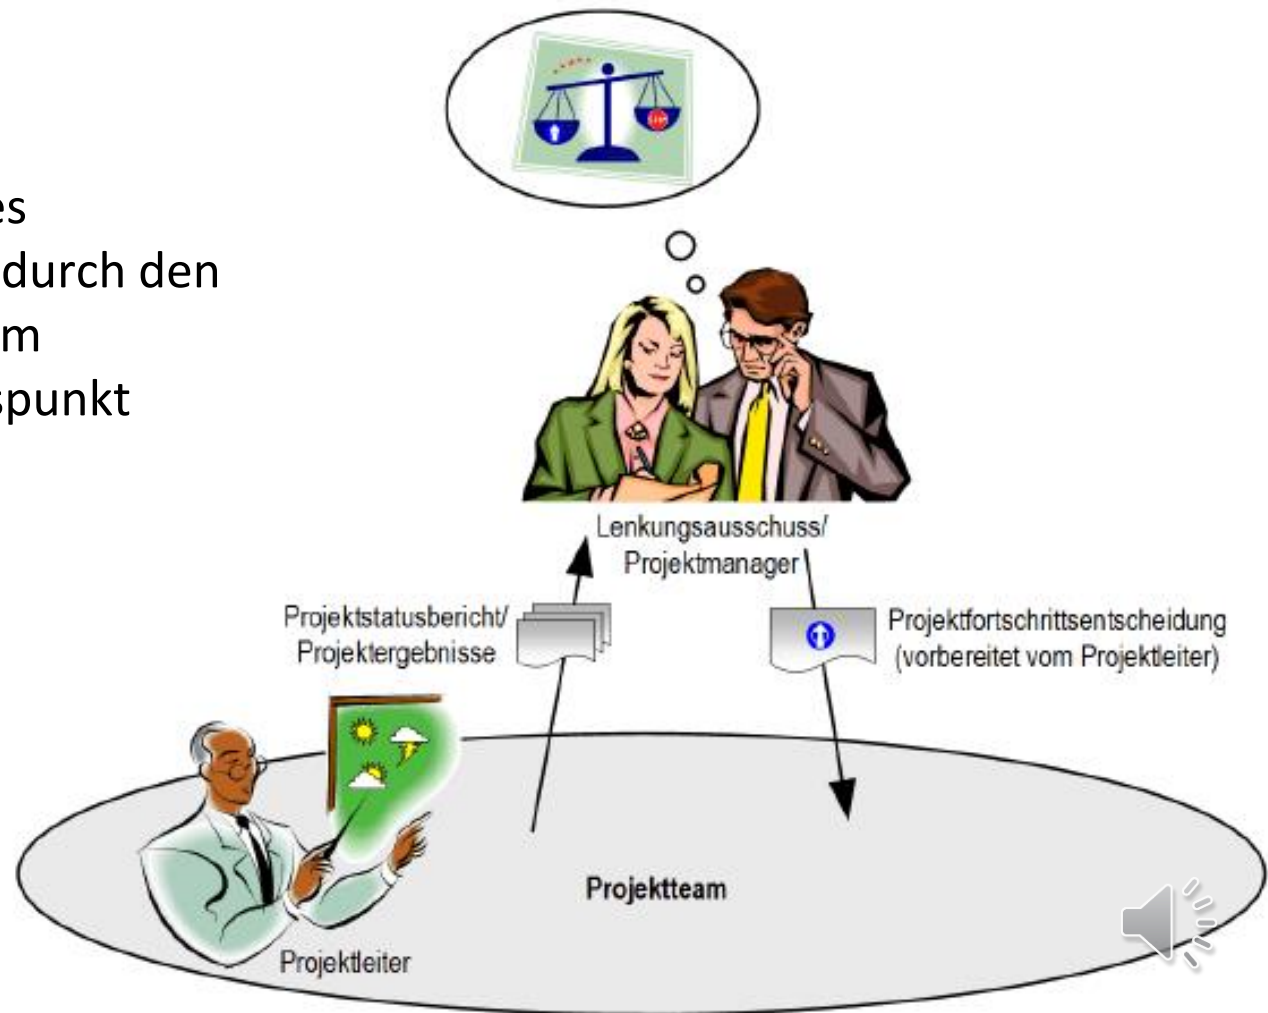 es
durch den
m
spunkt
Lenkungsausschuss/
Projektmanager
Projektstatusbericht/
Projektergebnisse
Projektfortschrittsentscheidung
(vorbereitet vom Projektleiter)
Projektteam
Projektleiter